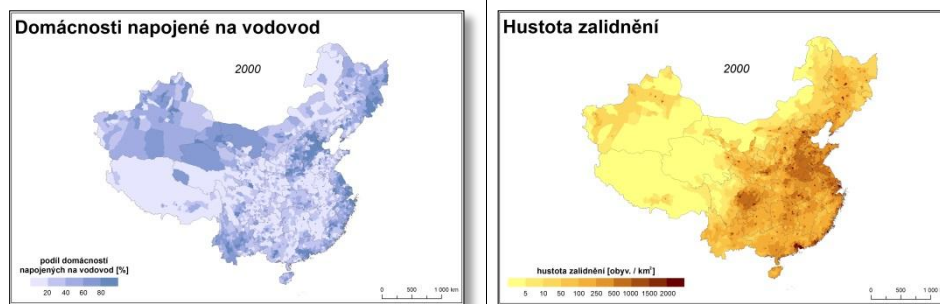 Domácnosti napojené na vodovod
2000
podíl domácností
napojených na vodovod [%]
20 40 60 80
0 500 1 000 km
Hustota zalidnění
2000
hustota zalidnění [obyv. / km²]
5 10 50 100 250 500 1000 1500 2000
0 500 1 000